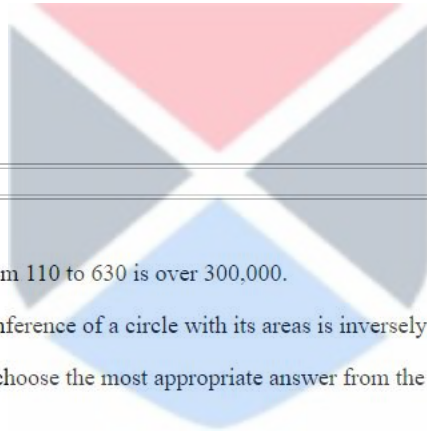 m 110 to 630 is over 300,000.
nference of a circle with its areas is inversely
choose the most appropriate answer from the